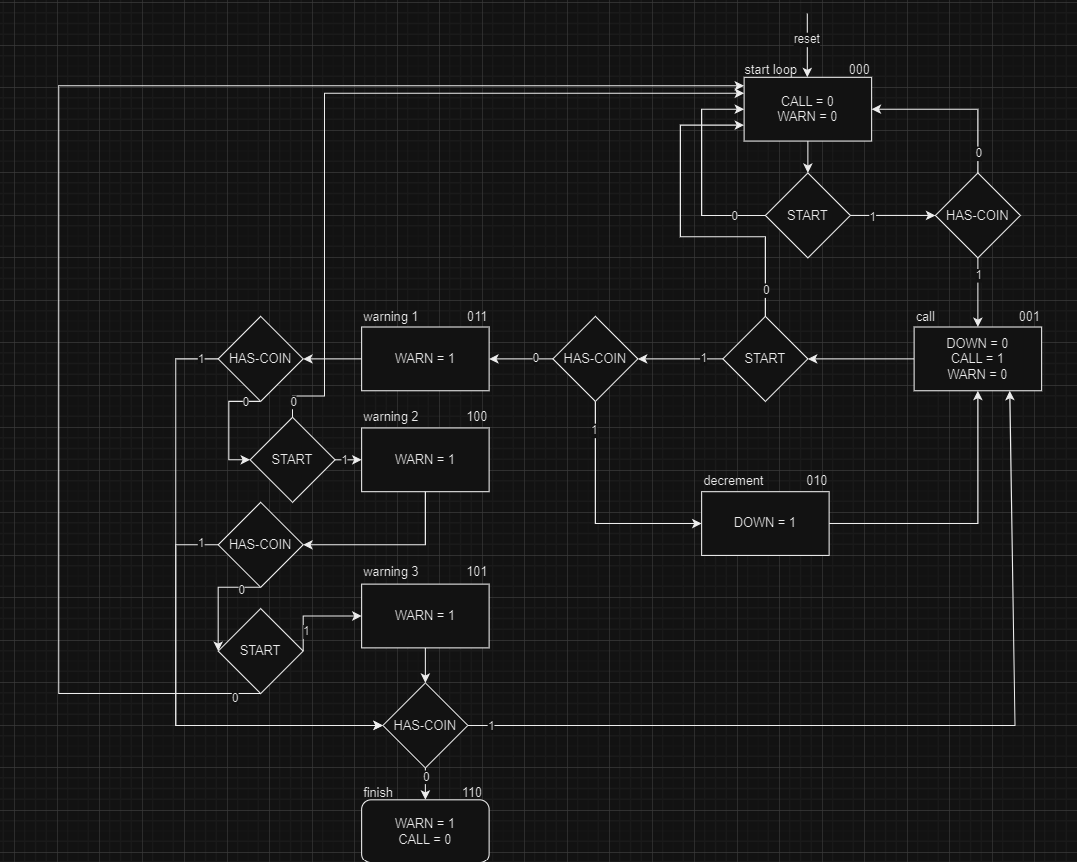 reset
start loop 000
CALL = 0
WARN = 0
0
START
1
HAS-COIN
0
1
call 001
DOWN = 0
CALL = 1
WARN = 0
START
0
1
HAS-COIN
0
1
decrement 010
DOWN = 1
warning 1 011
WARN = 1
HAS-COIN
1
0
0
START
1
warning 2 100
WARN = 1
HAS-COIN
1
0
START
1
0
warning 3 101
WARN = 1
HAS-COIN
1
0
finish 110
WARN = 1
CALL = 0